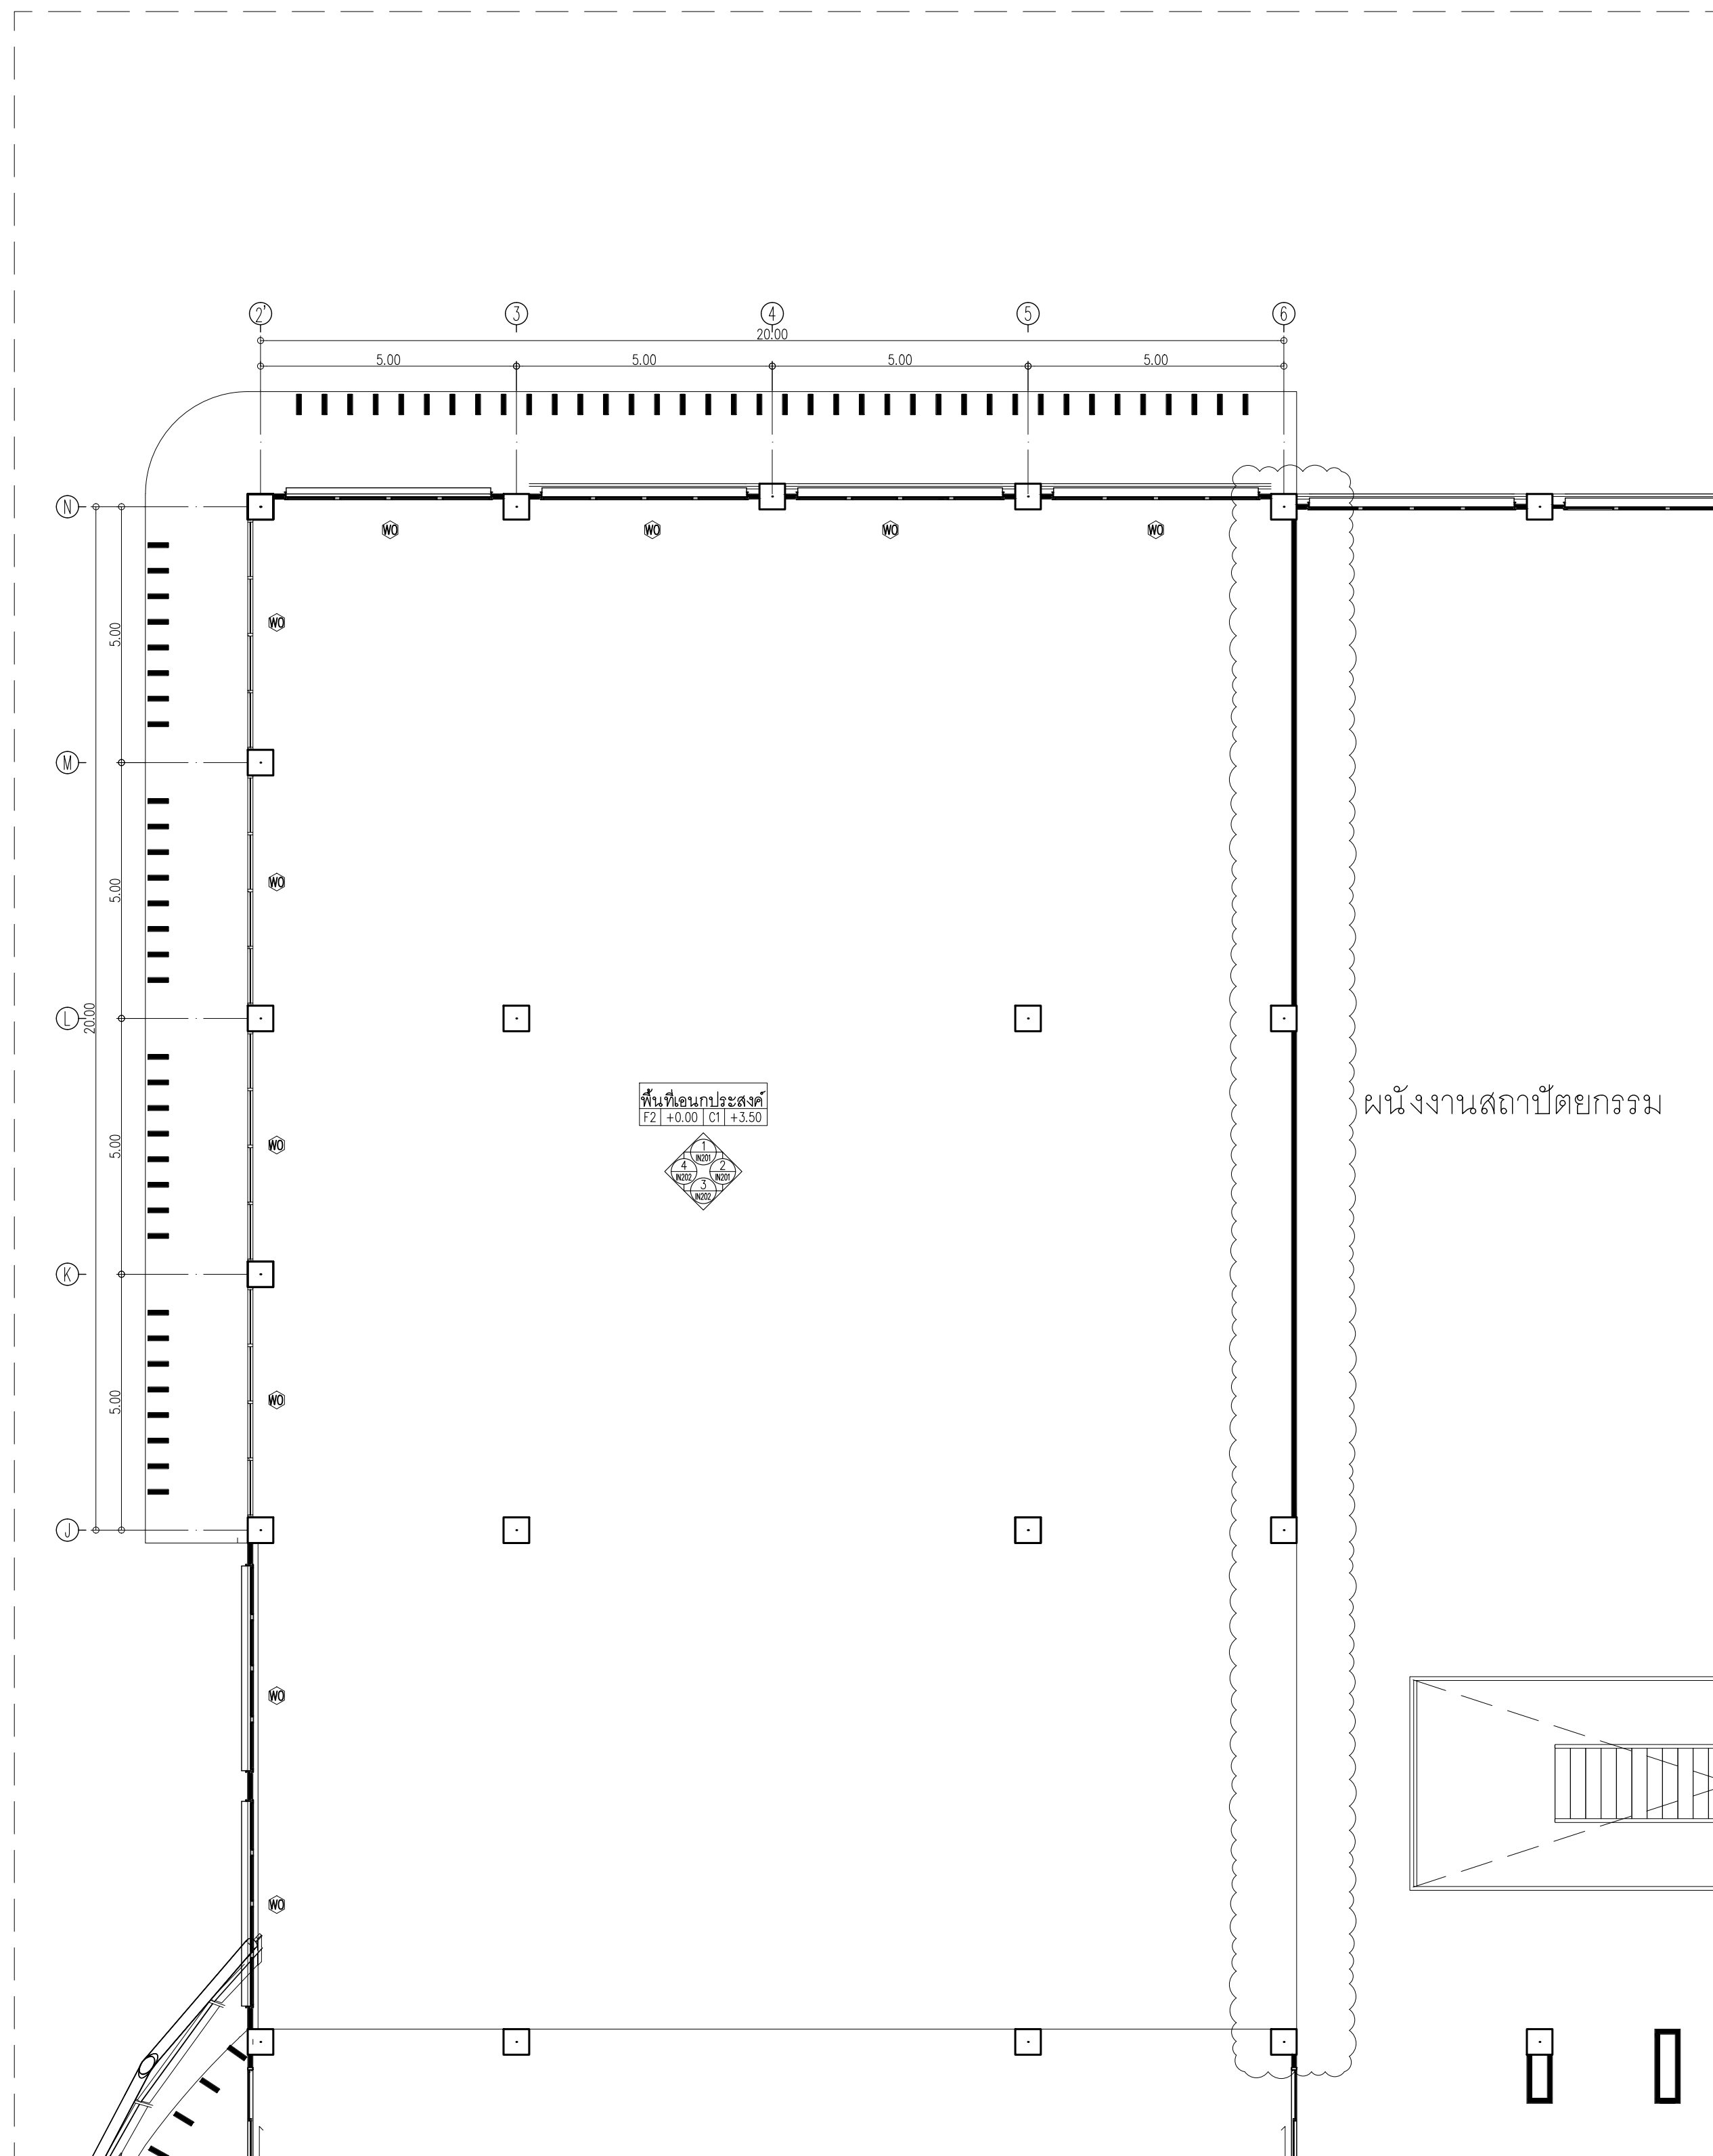 2' 3 4 5 6
20.00
5.00 5.00 5.00 5.00
N
WO WO WO WO
5.00
WO
M
5.00
WO
L
20.00
พื้นที่เอนกประสงค์
F2 +0.00 C1 +3.50
ผนังงานสถาปัตยกรรม
1
IN201
4
IN202
2
IN201
3
IN202
5.00
WO
K
5.00
WO
J
WO
WO